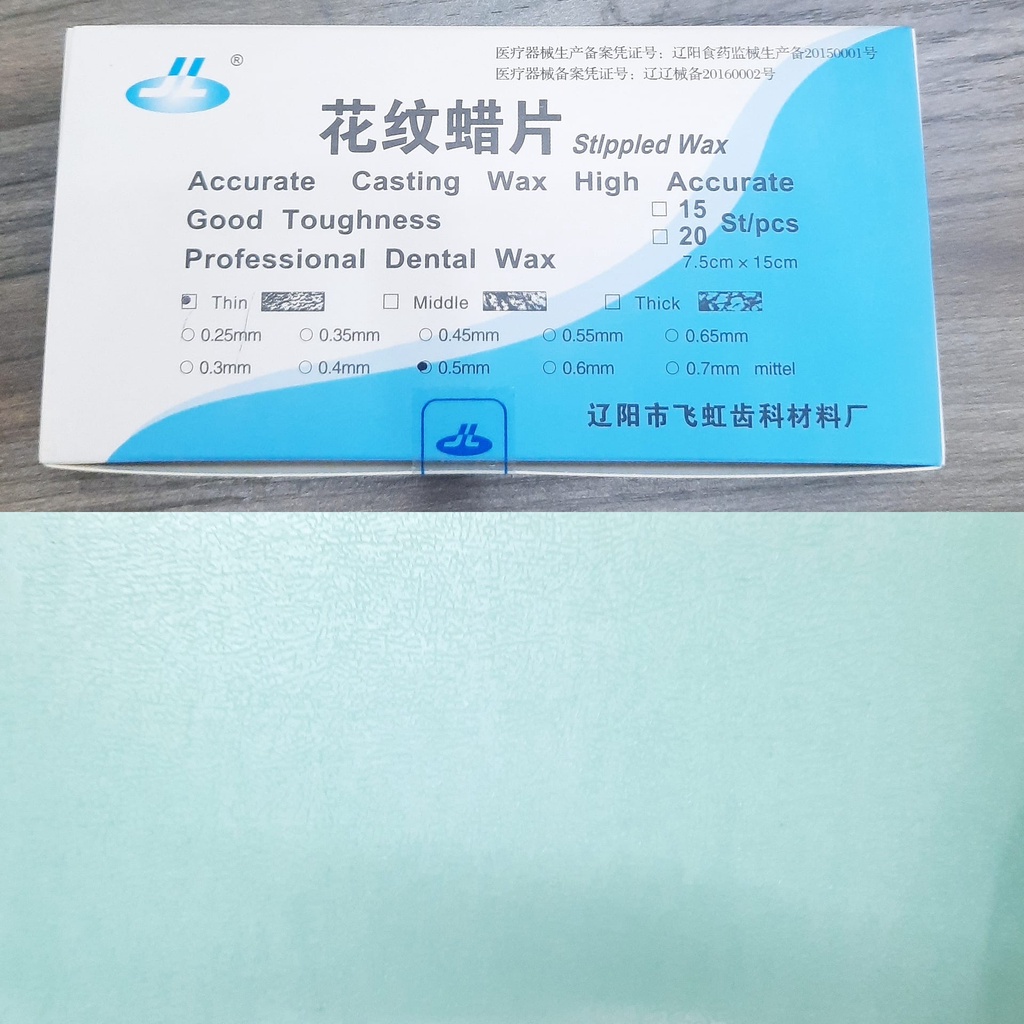 JL ®
医疗器械生产备案凭证号：辽阳食药监械生产备20150001号
医疗器械备案凭证号：辽辽械备20160002号
花纹蜡片 Stlppled Wax
Accurate Casting Wax High Accurate
Good Toughness
□ 15
□ 20 St/pcs
Professional Dental Wax
7.5cm×15cm
Thin □ Middle □ Thick
○ 0.25mm ○ 0.35mm ○ 0.45mm ○ 0.55mm ○ 0.65mm
○ 0.3mm ○ 0.4mm ● 0.5mm ○ 0.6mm ○ 0.7mm mittel
辽阳市飞虹齿科材料厂
JL